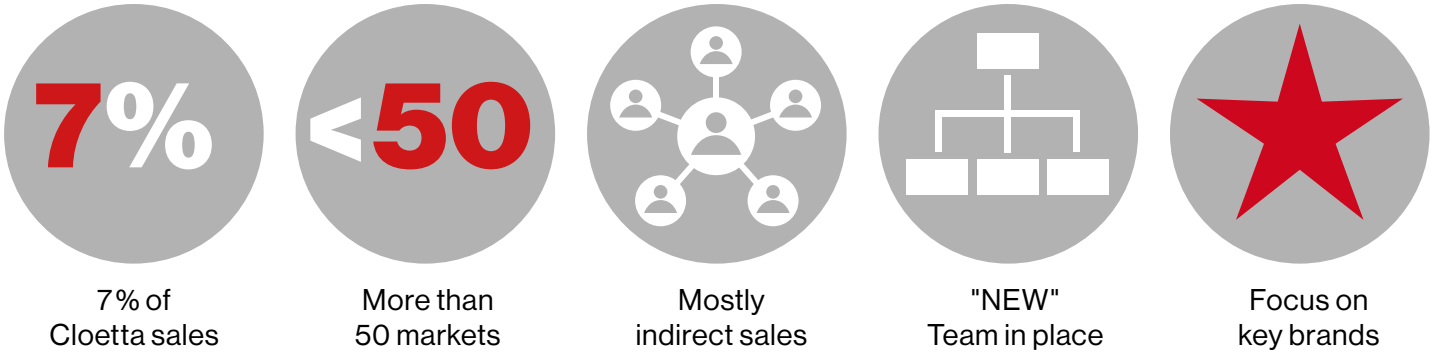 7%
<50
7% of
Cloetta sales
More than
50 markets
Mostly
indirect sales
"NEW"
Team in place
Focus on
key brands